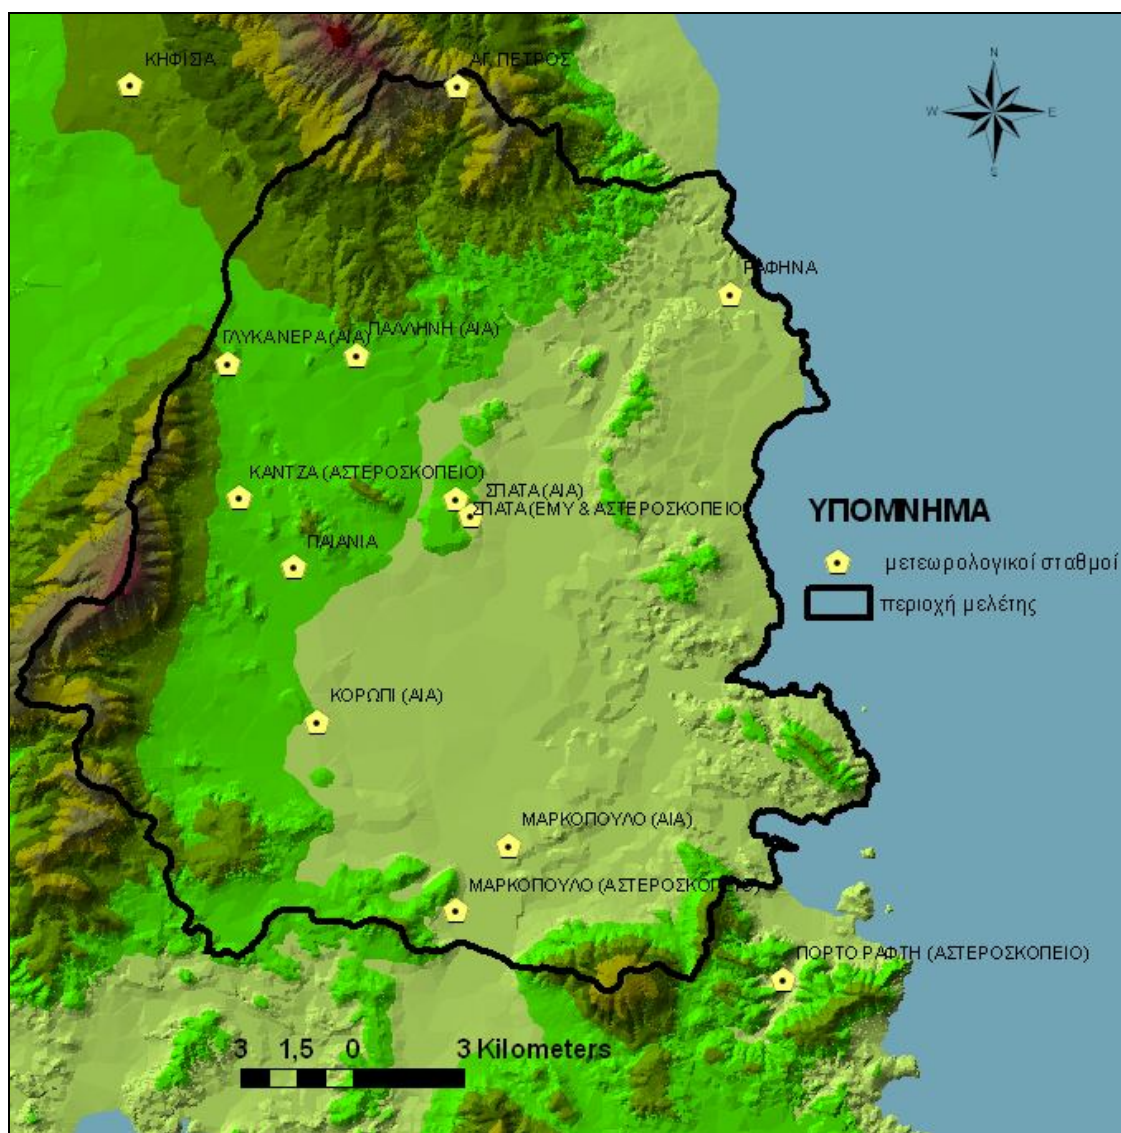 ΚΗΦΙΣΙΑ
ΑΓ. ΠΕΤΡΟΣ
N
W E
S
ΡΑΦΗΝΑ
ΓΛΥΚΑΝΕΡΑ (ΑΙΑ)
ΠΑΛΛΗΝΗ (ΑΙΑ)
ΚΑΝΤΖΑ (ΑΣΤΕΡΟΣΚΟΠΕΙΟ)
ΣΠΑΤΑ (ΑΙΑ)
ΣΠΑΤΑ (ΕΜΥ & ΑΣΤΕΡΟΣΚΟΠΕΙΟ
ΥΠΟΜΝΗΜΑ
ΠΑΙΑΝΙΑ
μετεωρολογικοί σταθμοί
περιοχή μελέτης
ΚΟΡΩΠΙ (ΑΙΑ)
ΜΑΡΚΟΠΟΥΛΟ (ΑΙΑ)
ΜΑΡΚΟΠΟΥΛΟ (ΑΣΤΕΡΟΣΚΟΠΕΙΟ)
ΠΟΡΤΟ ΡΑΦΤΗ (ΑΣΤΕΡΟΣΚΟΠΕΙΟ)
3 1,5 0 3 Kilometers